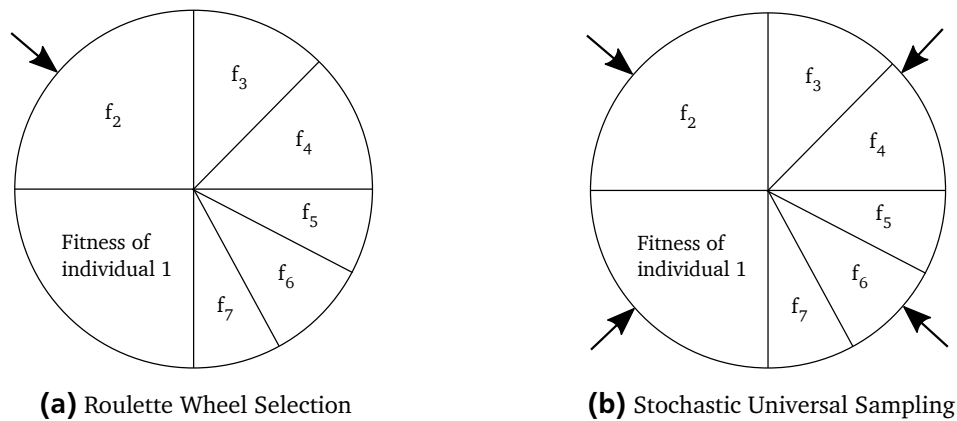 f₂
f₃
f₄
f₅
f₆
f₇
Fitness of
individual 1
(a) Roulette Wheel Selection
f₂
f₃
f₄
f₅
f₆
f₇
Fitness of
individual 1
(b) Stochastic Universal Sampling